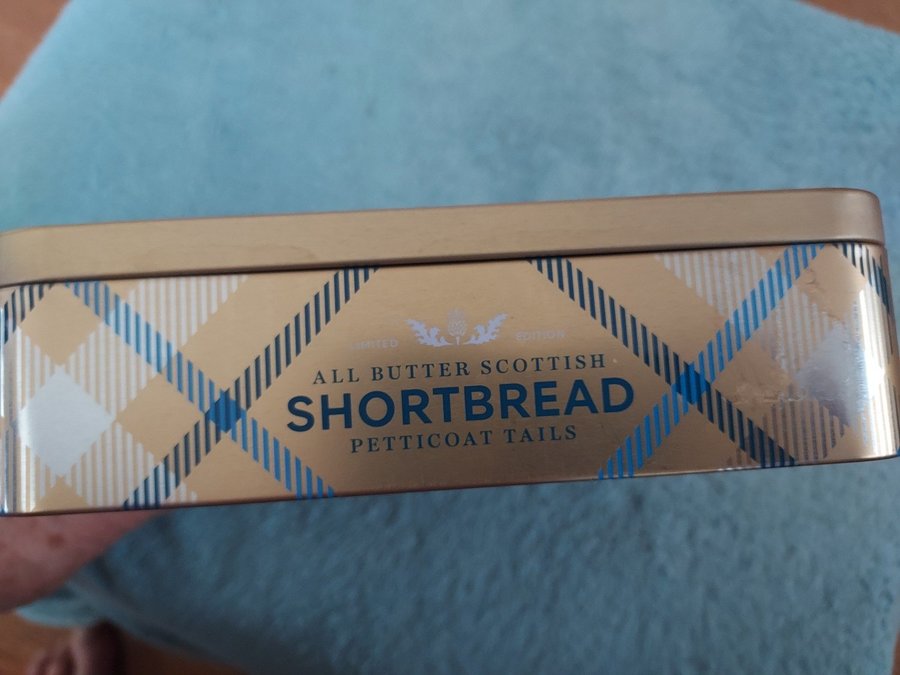 LIMITED EDITION
ALL BUTTER SCOTTISH
SHORTBREAD
PETTICOAT TAILS